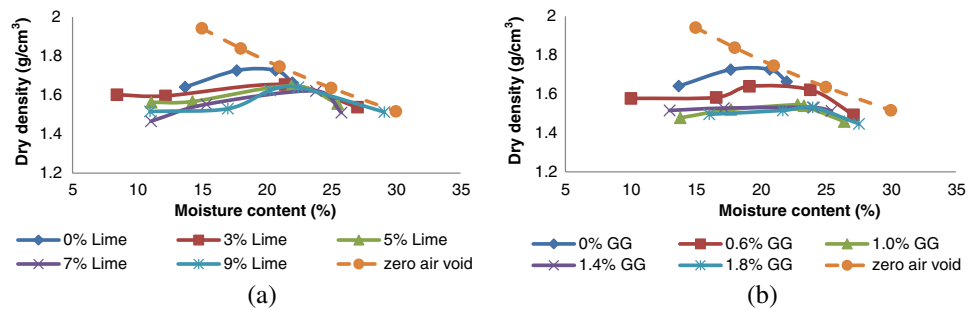 Dry density (g/cm³)
2
1.8
1.6
1.4
1.2
5 10 15 20 25 30 35
Moisture content (%)
0% Lime 3% Lime 5% Lime
7% Lime 9% Lime zero air void
(a)
Dry density (g/cm³)
2
1.8
1.6
1.4
1.2
5 10 15 20 25 30 35
Moisture content (%)
0% GG 0.6% GG 1.0% GG
1.4% GG 1.8% GG zero air void
(b)